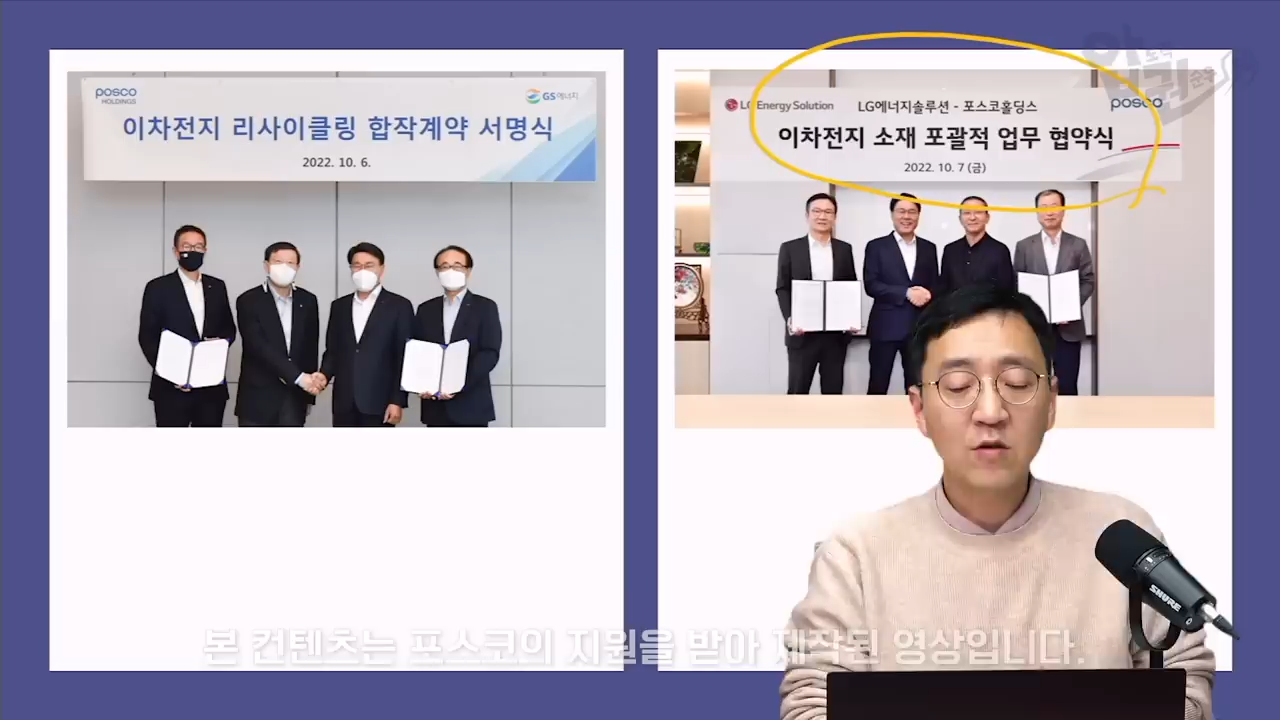 posco
HOLDINGS
GS에너지
이차전지 리사이클링 합작계약 서명식
2022. 10. 6.
LG Energy Solution
LG에너지솔루션 - 포스코홀딩스
posco
이차전지 소재 포괄적 업무 협약식
2022. 10. 7 (금)
SHURE
본 컨텐츠는 포스코의 지원을 받아 제작된 영상입니다.